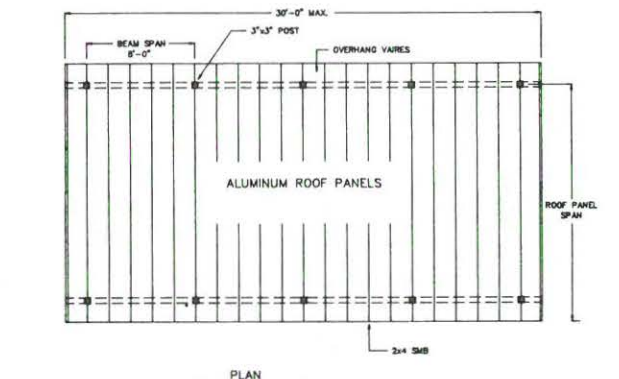 30'-0" MAX.
3"x3" POST
BEAM SPAN
8'-0"
OVERHANG VAIRES
ALUMINUM ROOF PANELS
ROOF PANEL
SPAN
2x4 SMB
PLAN